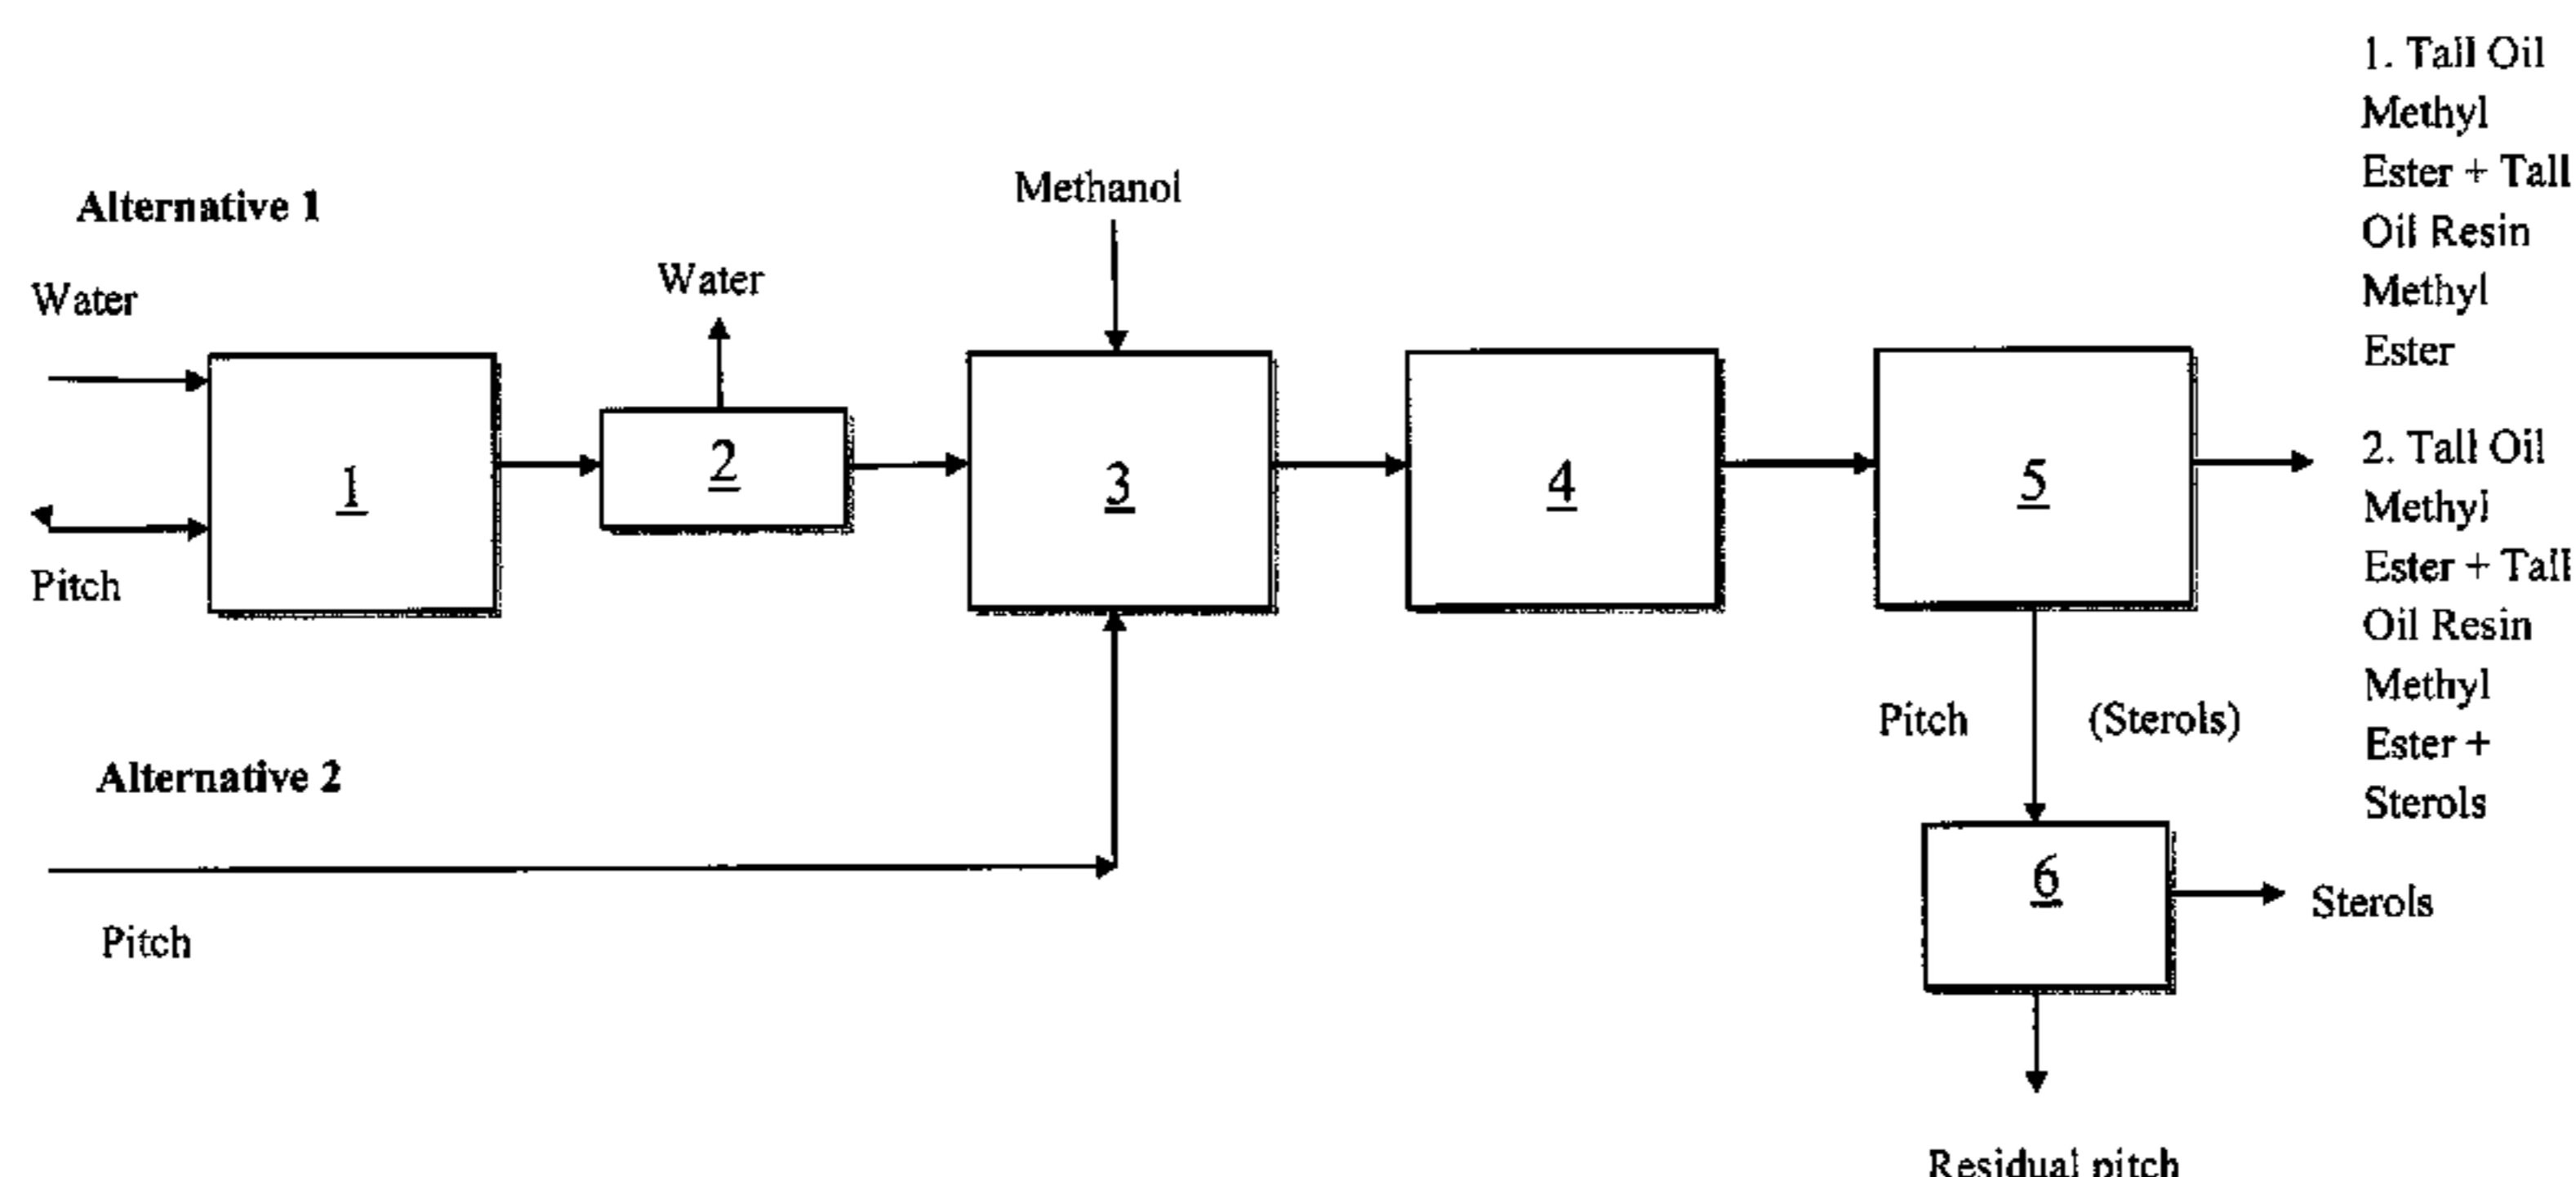 Alternative 1
Water
Pitch
1
Water
2
Methanol
3
4
5
1. Tall Oil
Methyl
Ester + Tall
Oil Resin
Methyl
Ester
2. Tall Oil
Methyl
Ester + Tall
Oil Resin
Methyl
Ester +
Sterols
Alternative 2
Pitch
Pitch (Sterols)
6
Sterols
Residual pitch